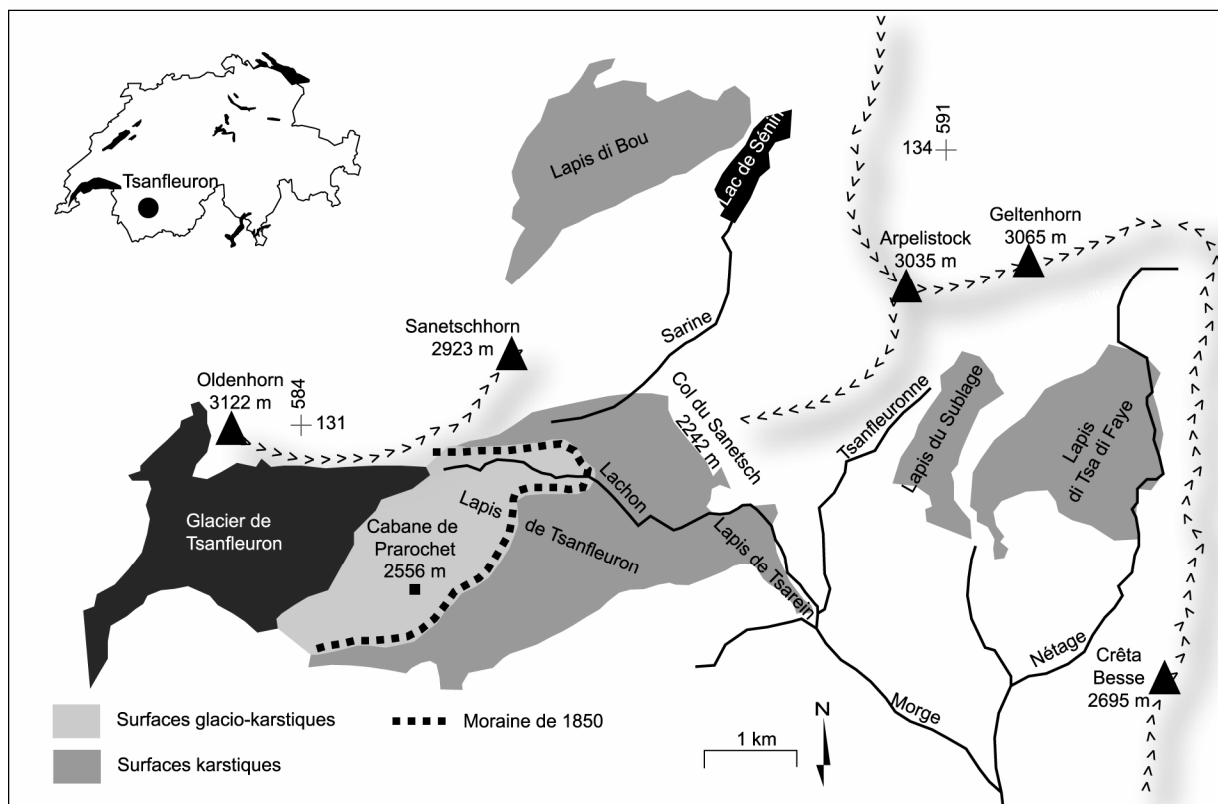 Tsanfleuron
Lapis di Bou
Lac de Sénin
591
134
Geltenhorn
3065 m
Arpelistock
3035 m
Sanetschhorn
2923 m
Sarine
Oldenhorn
3122 m
584
131
Col du Sanetsch
2242 m
Tsanfleuronne
Lapis du Sublage
Lapis
di Tsa di Faye
Glacier de
Tsanfleuron
Lachon
Lapis
de Tsanfleuron
Cabane de
Prarochet
2556 m
Lapis de Tsarein
Nétage
Crêta
Besse
2695 m
Morge
Surfaces glacio-karstiques
Moraine de 1850
Surfaces karstiques
1 km
N